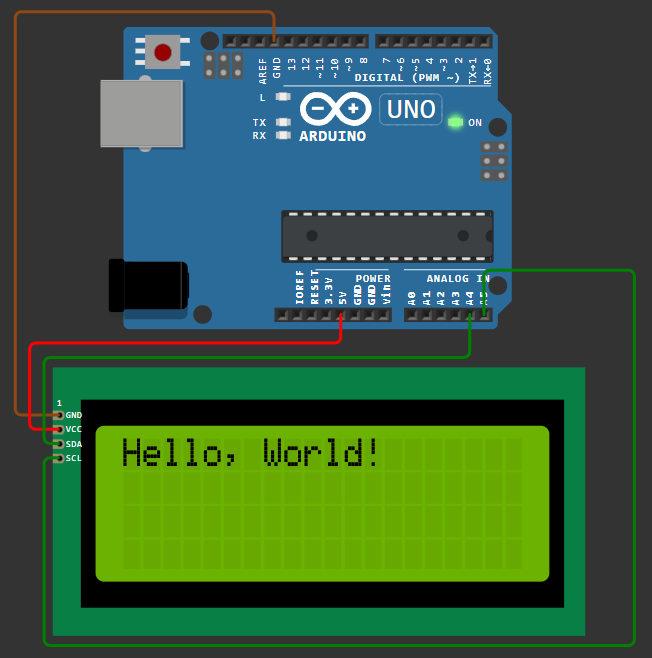 AREF
GND
13
12
~11
~10
~9
8
7
~6
~5
4
~3
2
TX→1
RX←0
DIGITAL (PWM ~)
L
TX
RX
UNO
ON
ARDUINO
IOREF
RESET
3.3V
5V
GND
GND
Vin
POWER
ANALOG IN
A0
A1
A2
A3
A4
A5
1
GND
VCC
SDA
SCL
Hello, World!